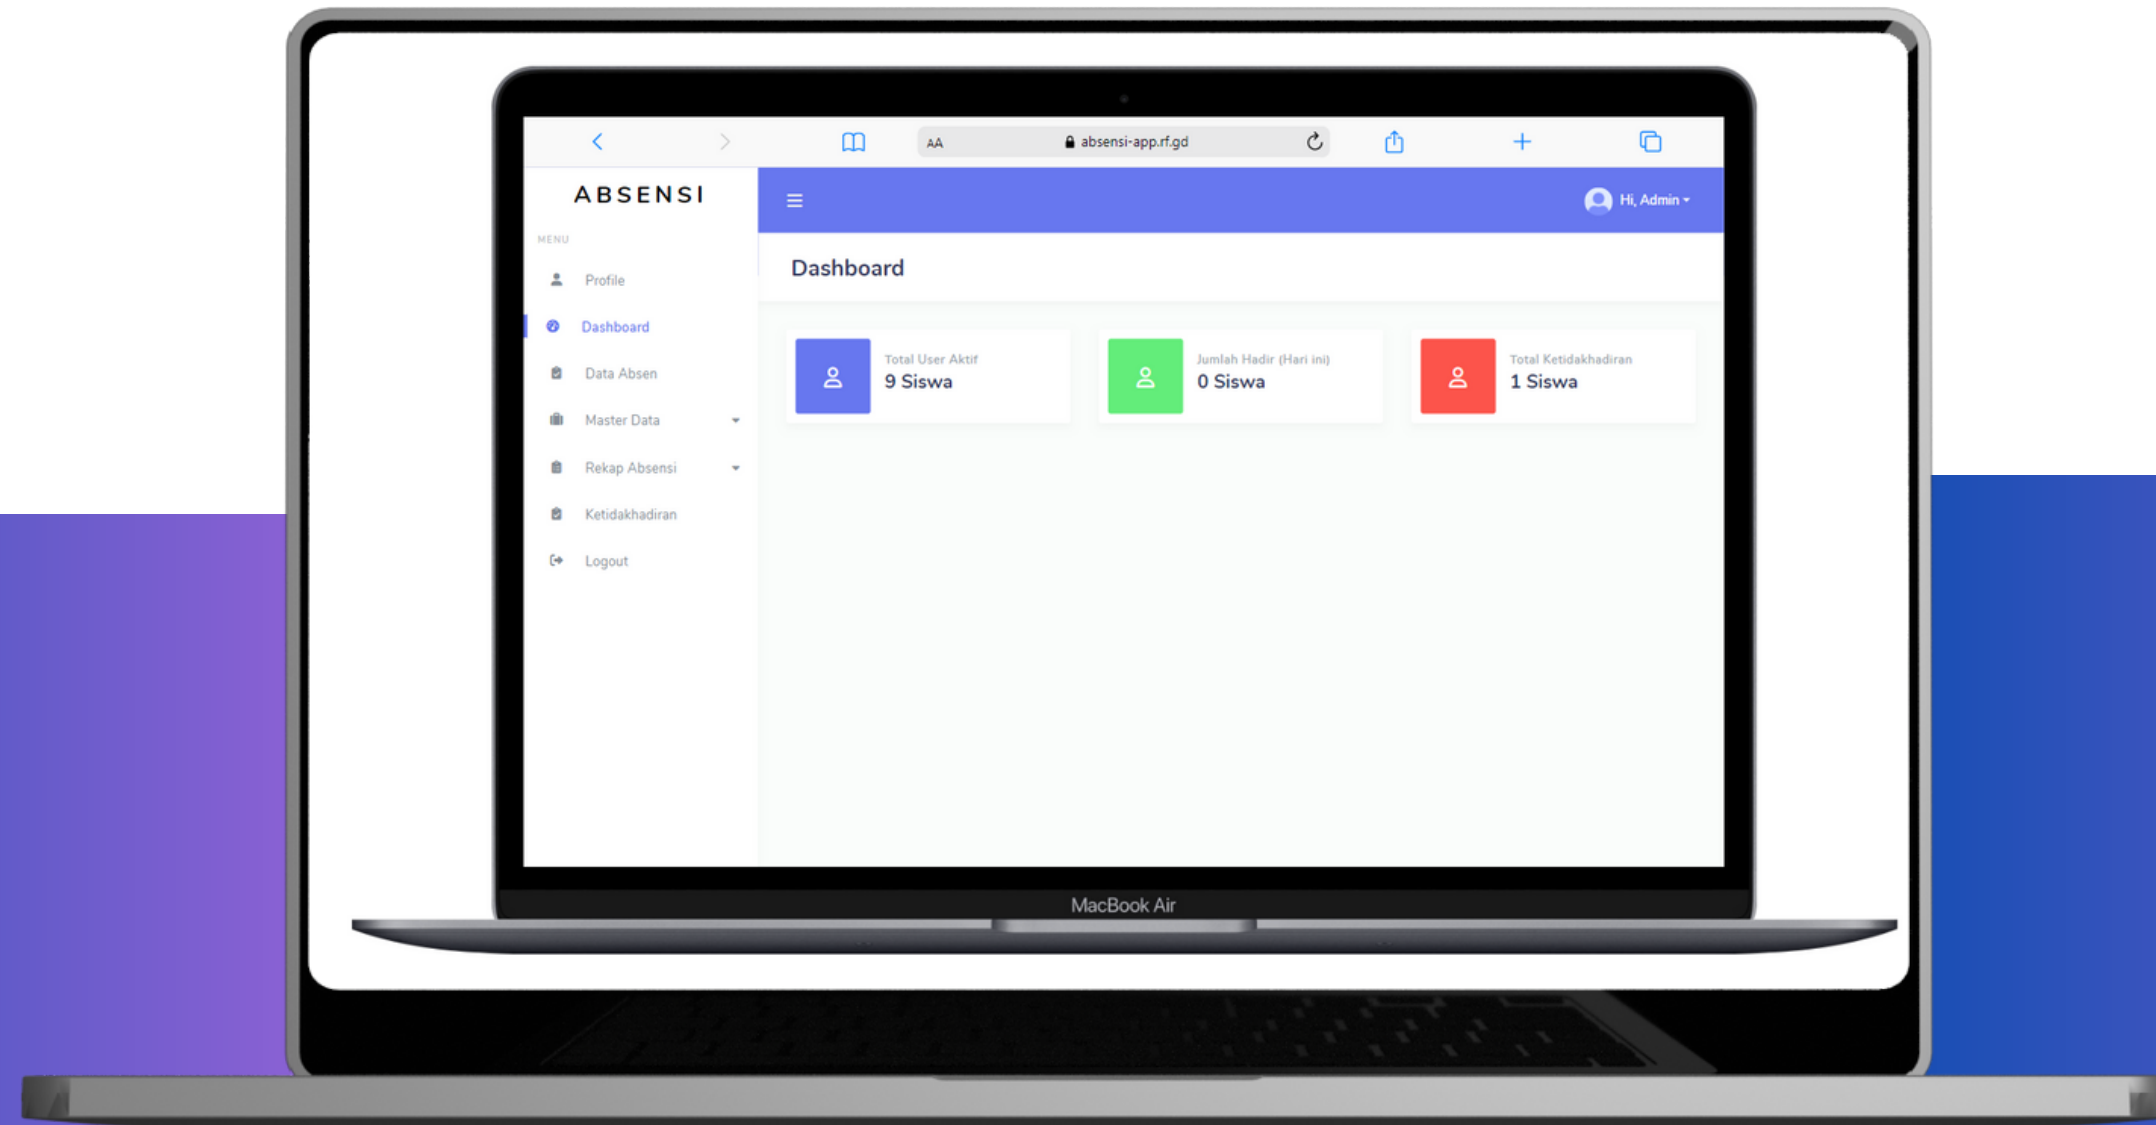 AA
absensi-app.rf.gd
ABSENSI
Hi, Admin
MENU
Profile
Dashboard
Data Absen
Master Data
Rekap Absensi
Ketidakhadiran
Logout
Dashboard
Total User Aktif
9 Siswa
Jumlah Hadir (Hari ini)
0 Siswa
Total Ketidakhadiran
1 Siswa
MacBook Air